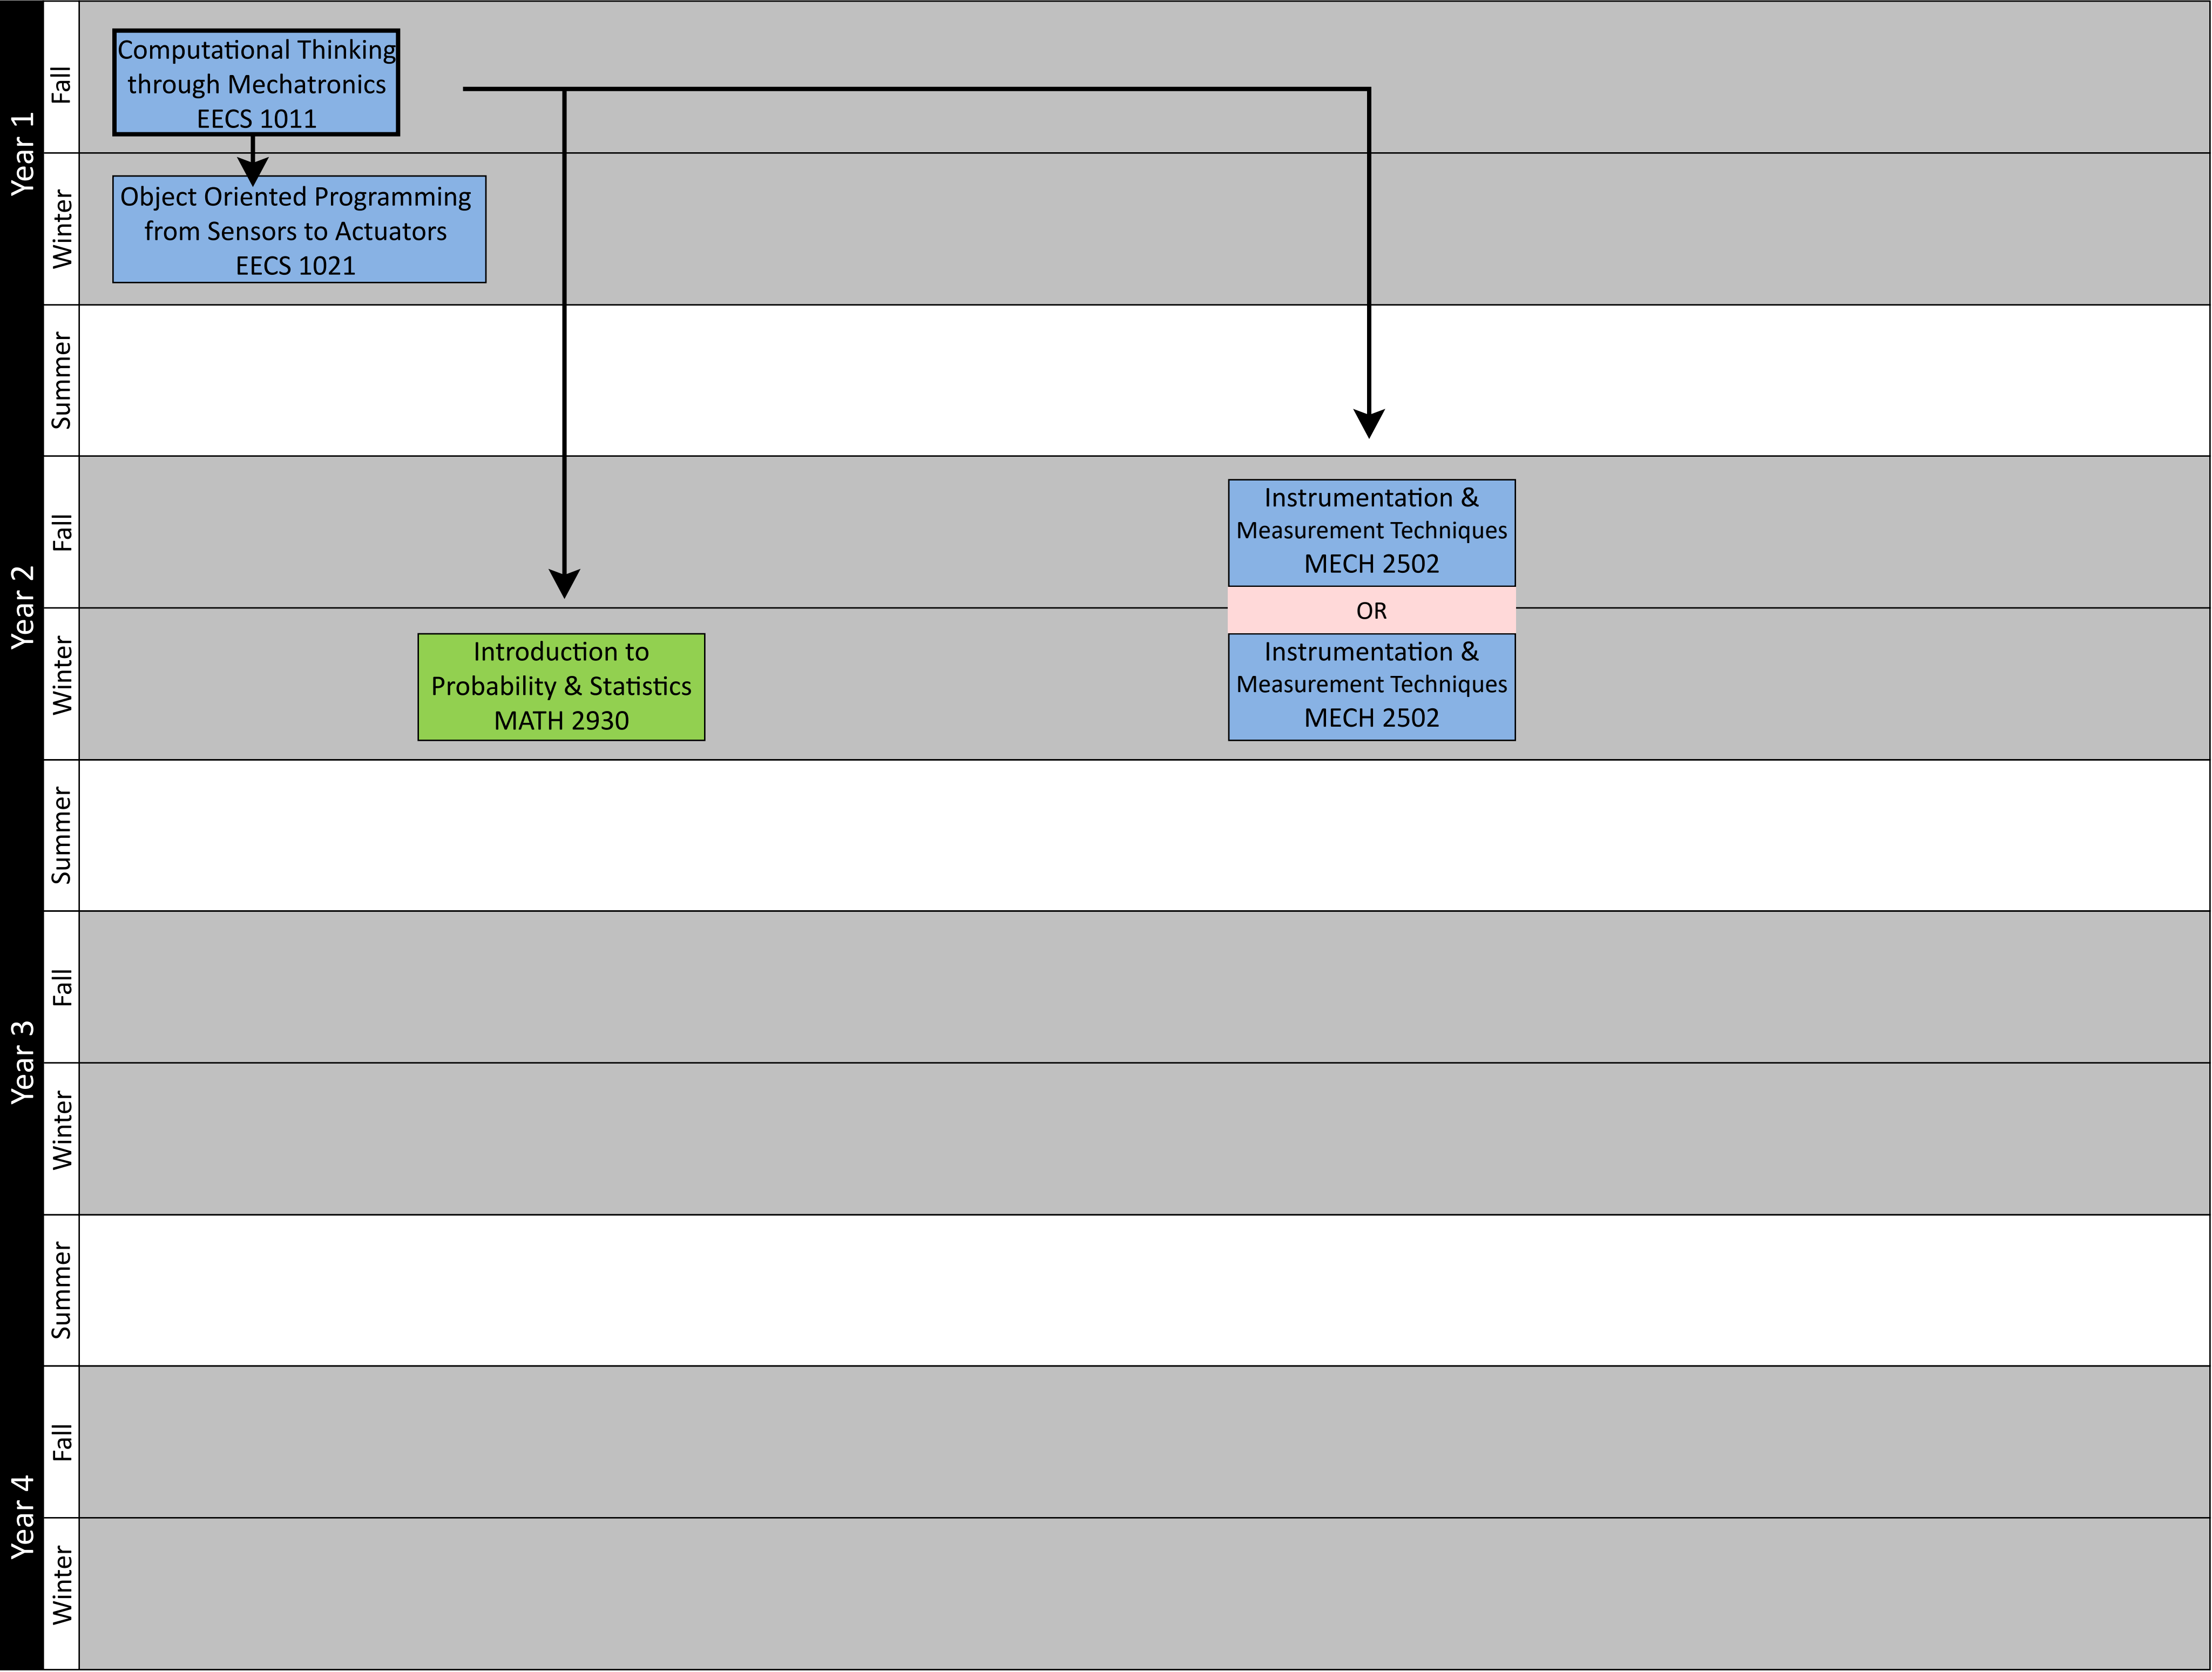 Year 1
Fall
Computational Thinking
through Mechatronics
EECS 1011
Winter
Object Oriented Programming
from Sensors to Actuators
EECS 1021
Summer
Year 2
Fall
Instrumentation &
Measurement Techniques
MECH 2502
OR
Winter
Introduction to
Probability & Statistics
MATH 2930
Instrumentation &
Measurement Techniques
MECH 2502
Summer
Year 3
Fall
Winter
Summer
Year 4
Fall
Winter